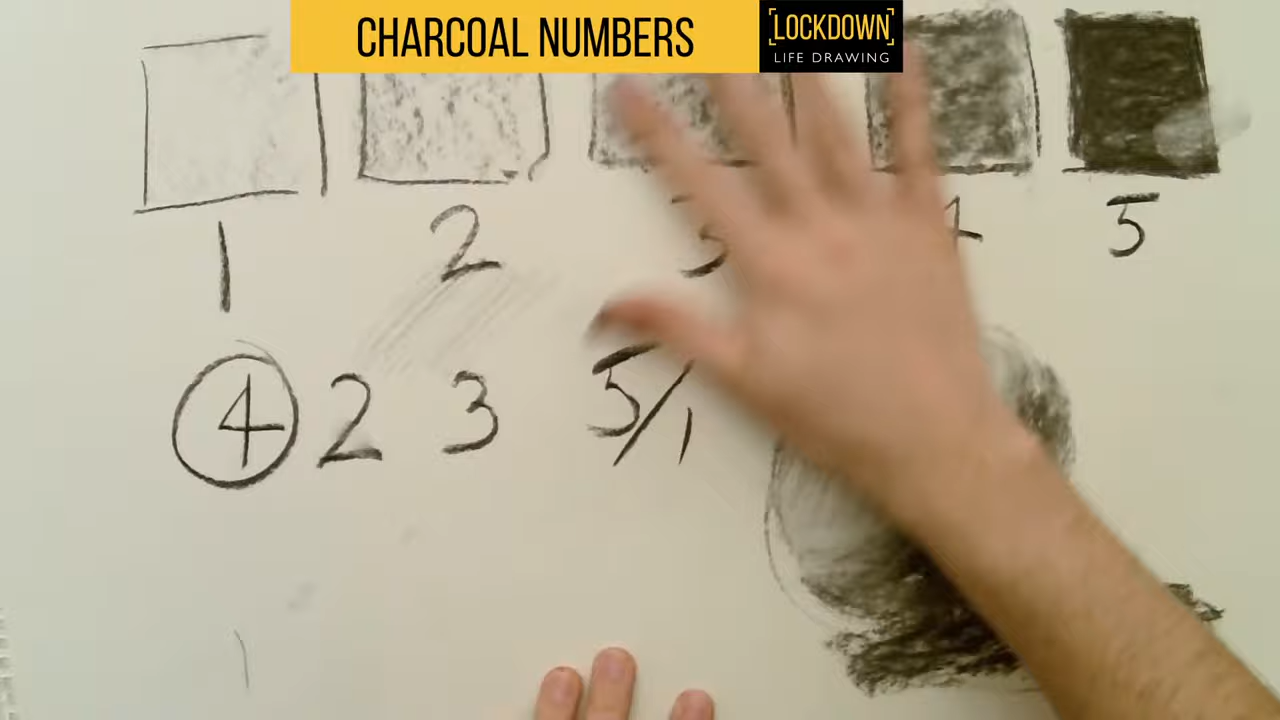 CHARCOAL NUMBERS
LOCKDOWN
LIFE DRAWING
1 2 3 4 5
4 2 3 5/1